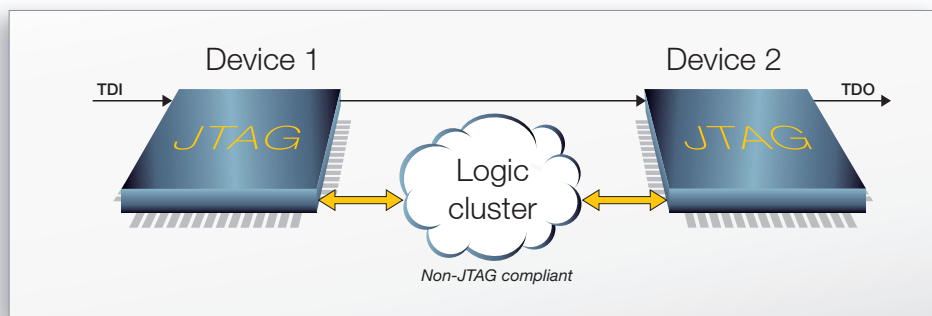 Device 1
Device 2
TDI
TDO
JTAG
JTAG
Logic
cluster
Non-JTAG compliant